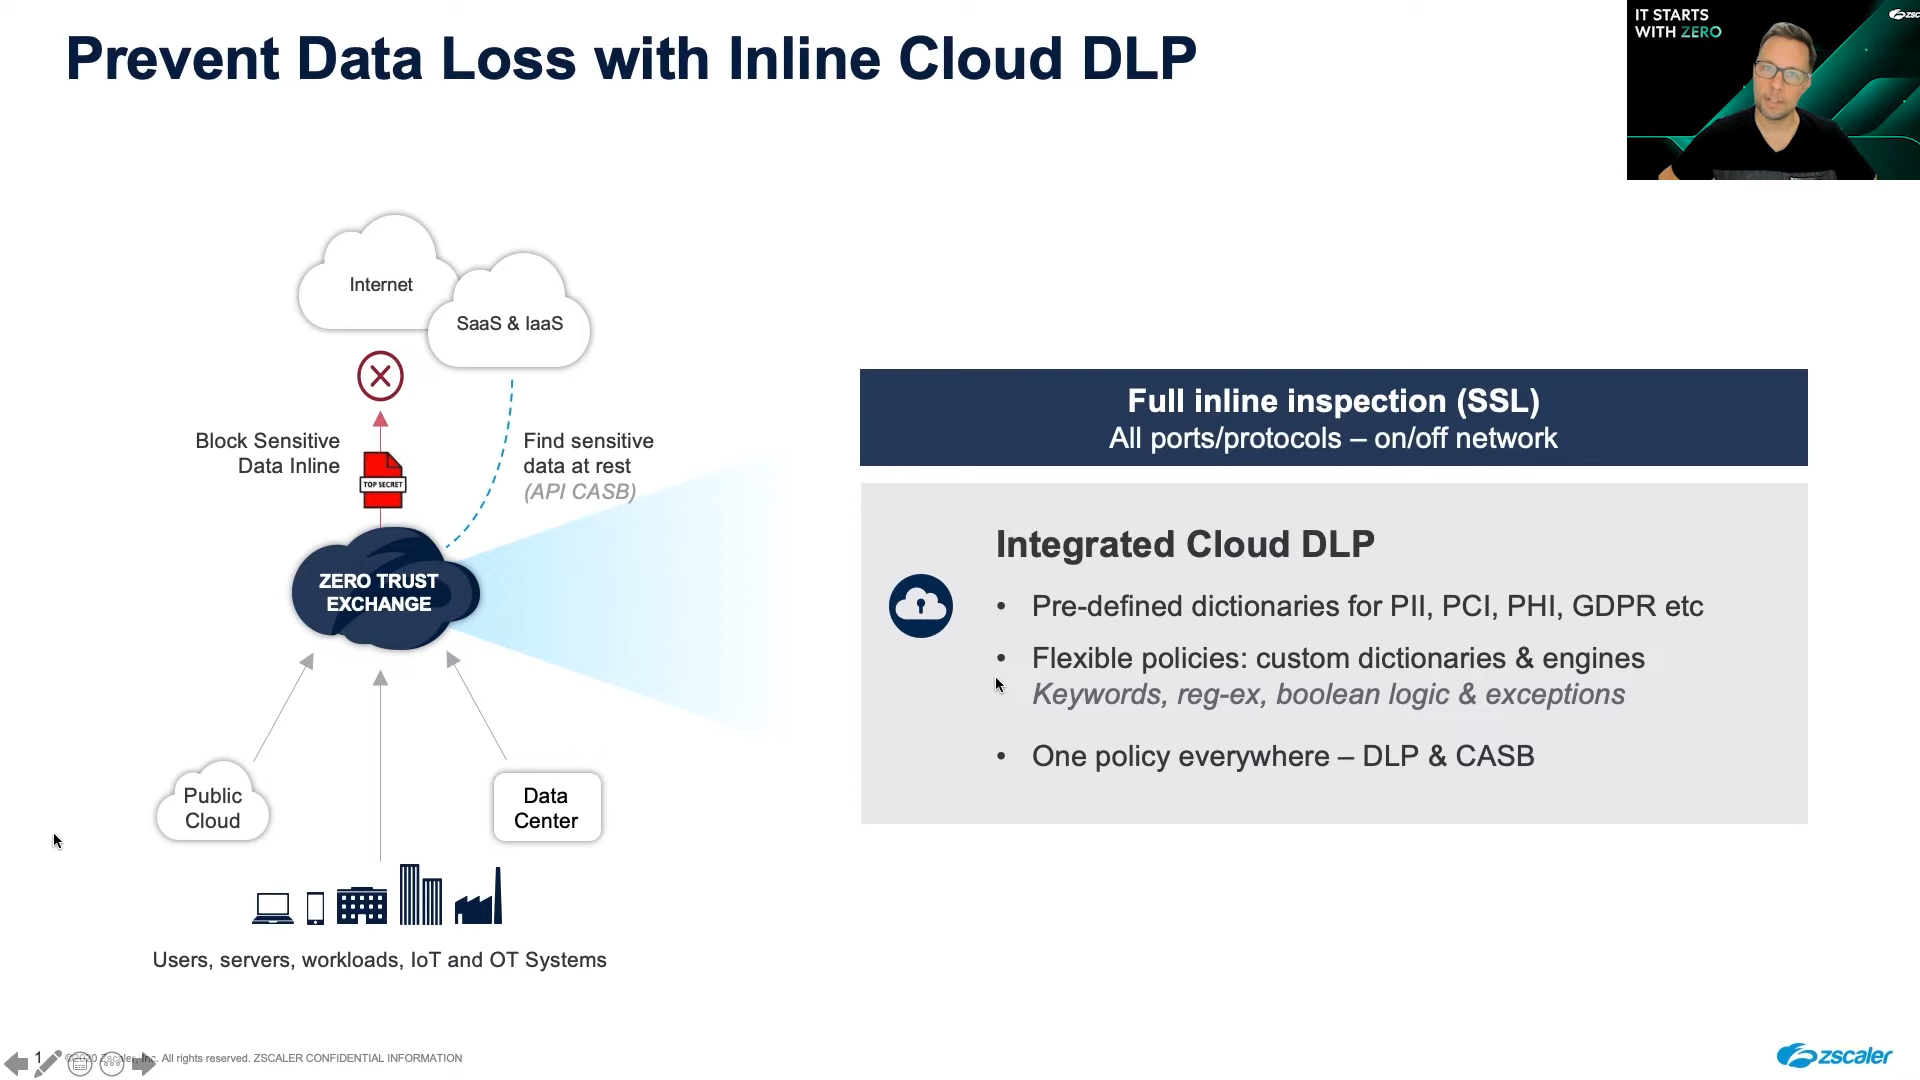 Prevent Data Loss with Inline Cloud DLP
IT STARTS
WITH ZERO
Internet
SaaS & IaaS
Block Sensitive
Data Inline
TOP SECRET
Find sensitive
data at rest
(API CASB)
ZERO TRUST
EXCHANGE
Public
Cloud
Data
Center
Users, servers, workloads, IoT and OT Systems
Full inline inspection (SSL)
All ports/protocols – on/off network
Integrated Cloud DLP
• Pre-defined dictionaries for PII, PCI, PHI, GDPR etc
• Flexible policies: custom dictionaries & engines
Keywords, reg-ex, boolean logic & exceptions
• One policy everywhere – DLP & CASB
1
©2020 Zscaler, Inc. All rights reserved. ZSCALER CONFIDENTIAL INFORMATION
zscaler